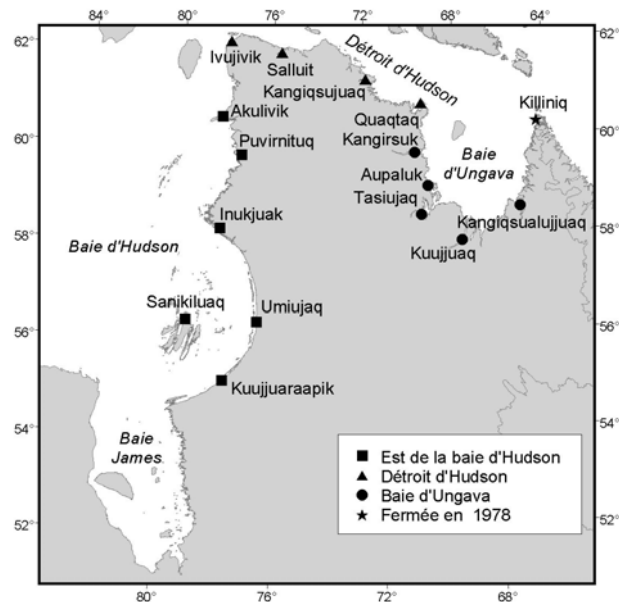 84°
80°
76°
72°
68°
64°
62°
62°
Ivujivik
Salluit
Détroit d'Hudson
Kangiqsujuaq
Killiniq
Akulivik
Quaqtaq
60°
60°
Puvirnituq
Kangirsuk
Baie
d'Ungava
Aupaluk
Tasiujaq
Inukjuak
Kangiqsualujjuaq
58°
58°
Baie d'Hudson
Kuujjuaq
Sanikiluaq
Umiujaq
56°
56°
Kuujjuaraapik
54°
54°
Baie
James
Est de la baie d'Hudson
Détroit d'Hudson
Baie d'Ungava
Fermée en 1978
52°
52°
80°
76°
72°
68°